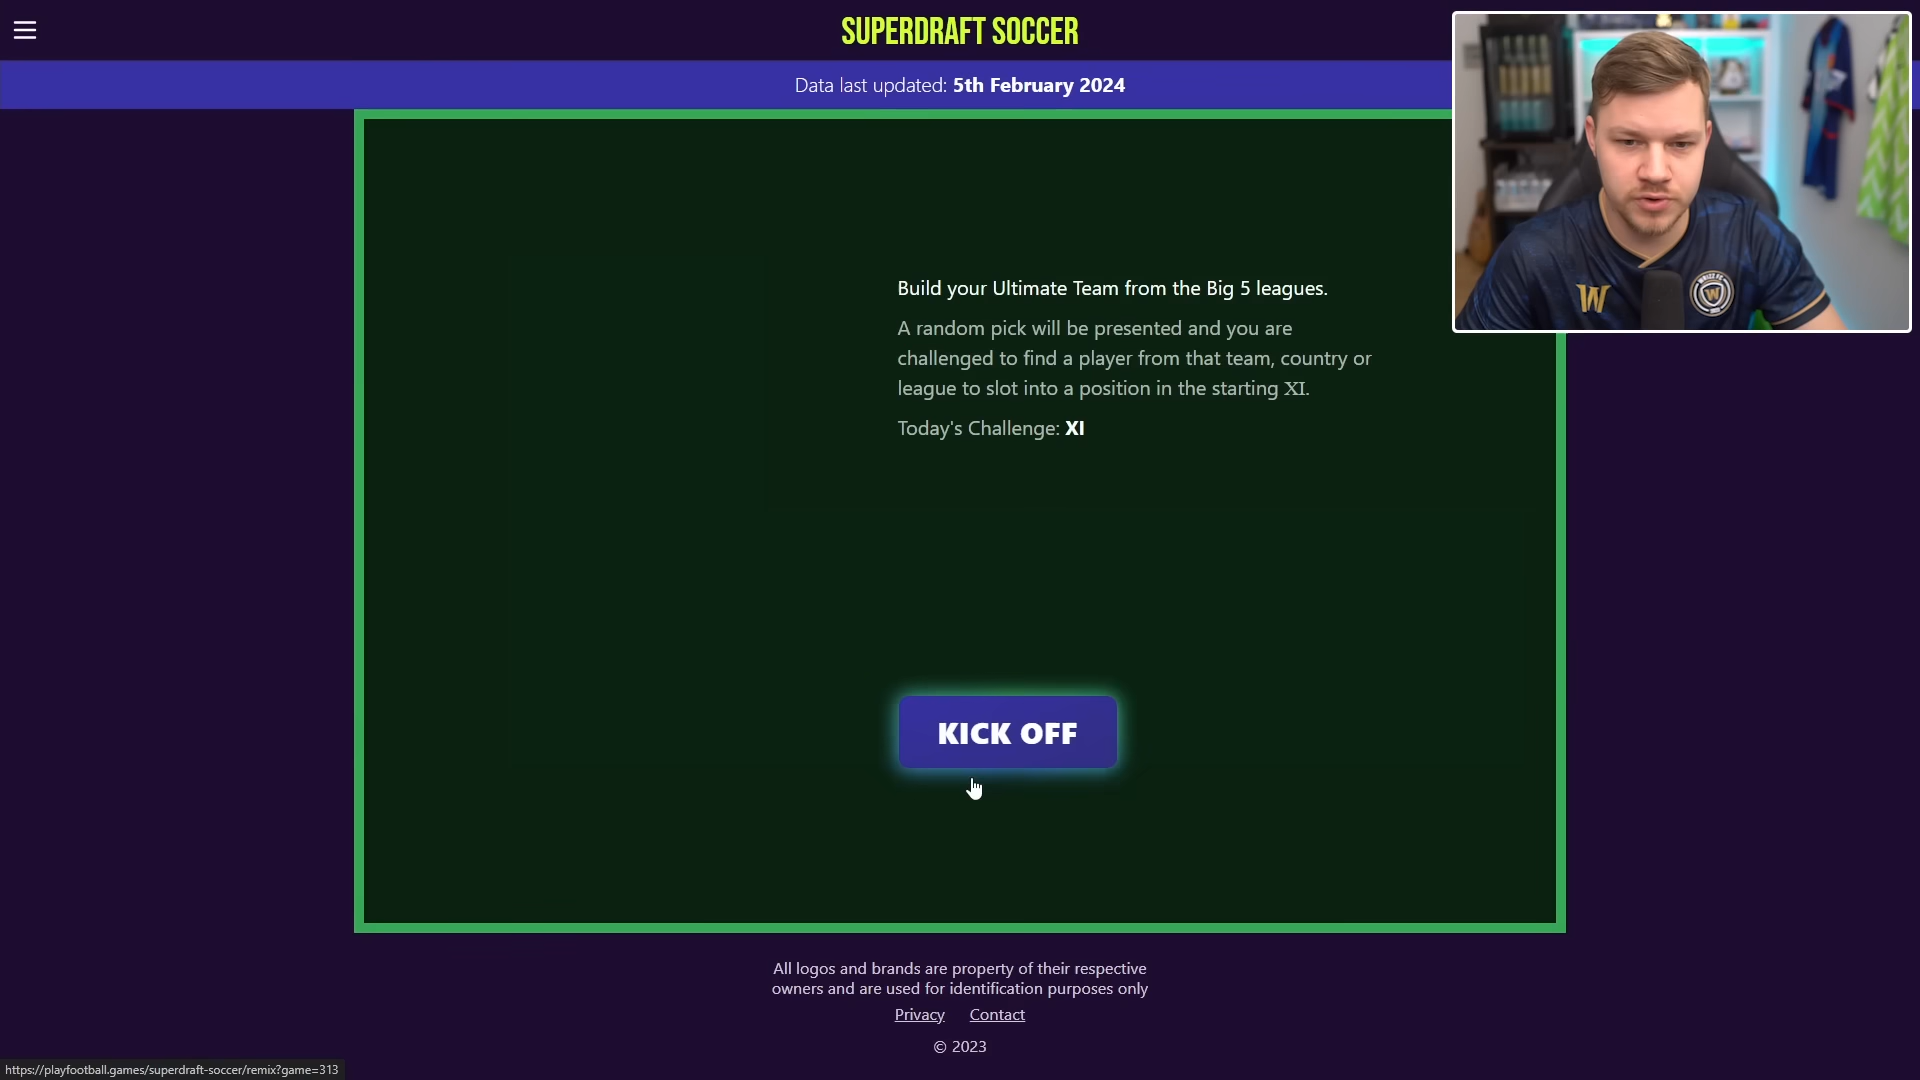 SUPERDRAFT SOCCER
Data last updated: 5th February 2024
Build your Ultimate Team from the Big 5 leagues.
A random pick will be presented and you are
challenged to find a player from that team, country or
league to slot into a position in the starting XI.
Today's Challenge: XI
W
W
KICK OFF
All logos and brands are property of their respective
owners and are used for identification purposes only
Privacy Contact
© 2023
https://playfootball.games/superdraft-soccer/remix?game=313